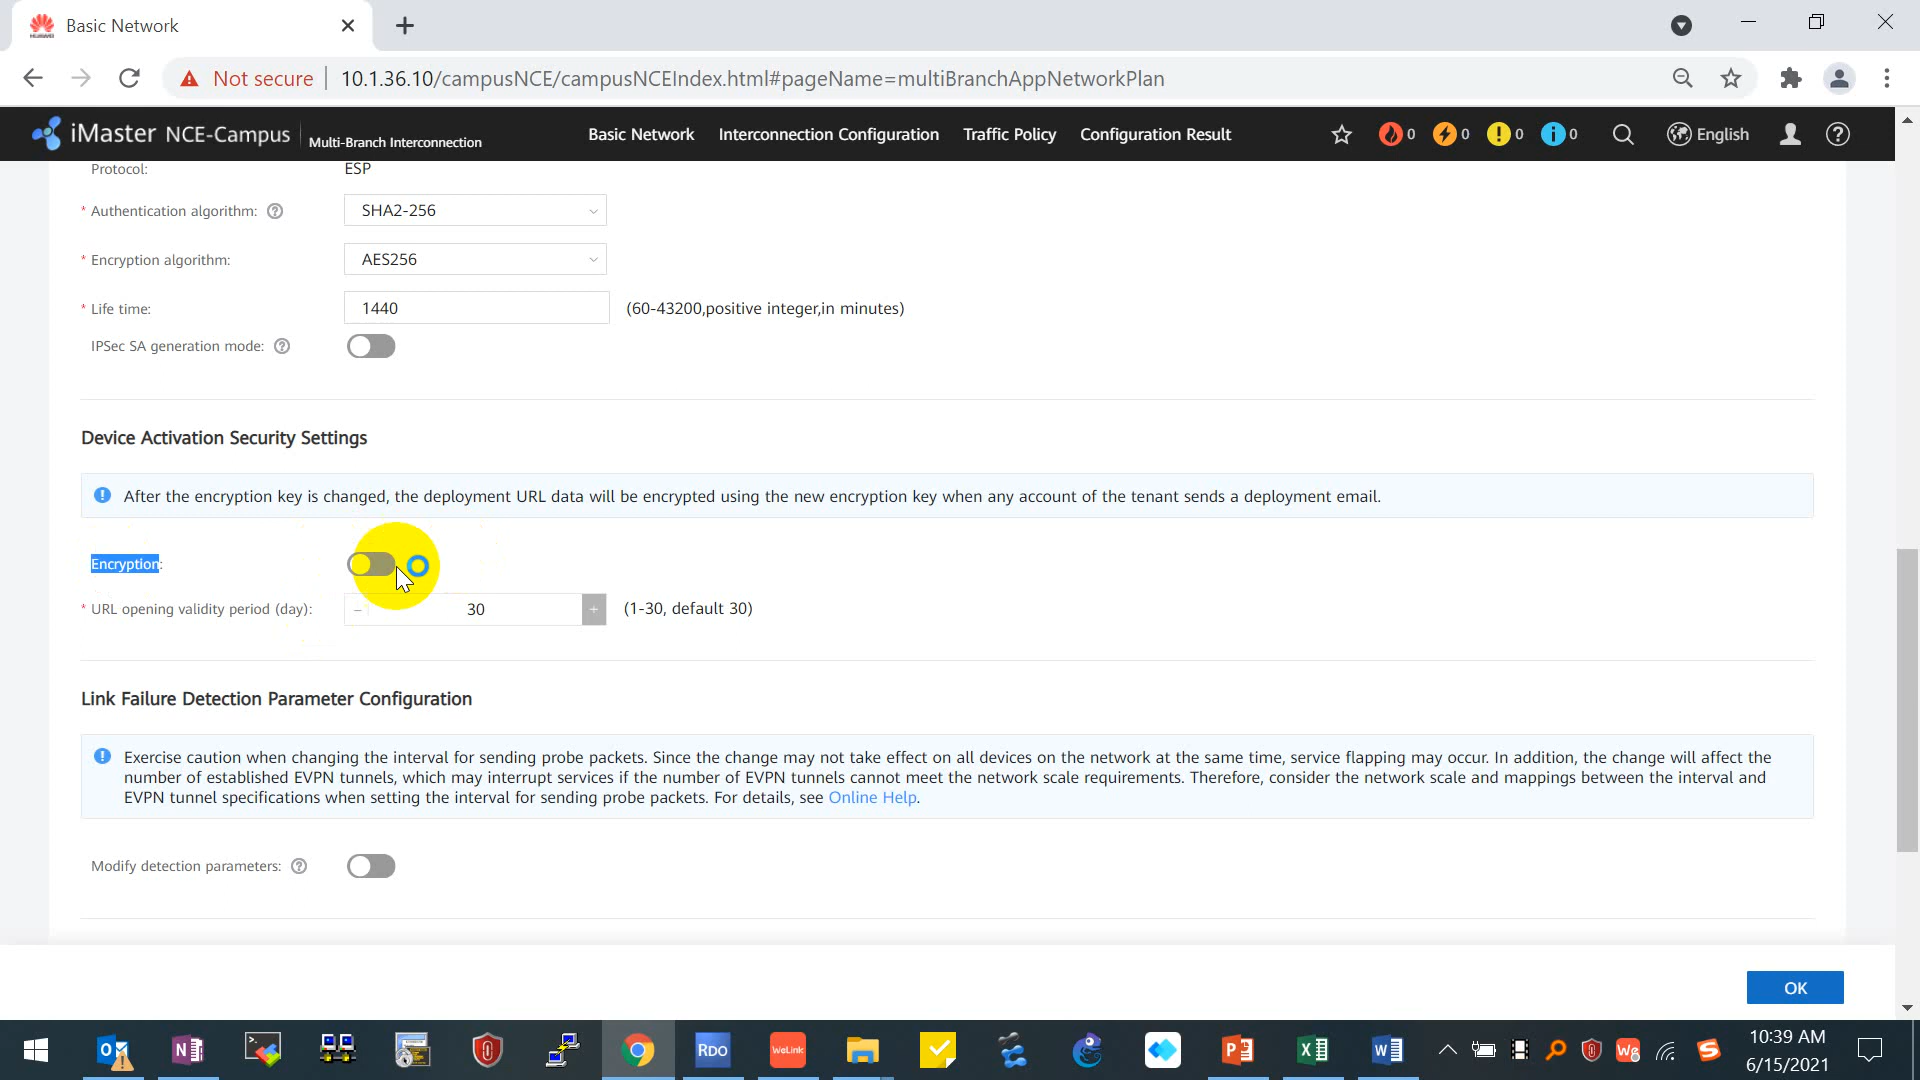 Basic Network
Not secure
10.1.36.10/campusNCE/campusNCEIndex.html#pageName=multiBranchAppNetworkPlan
HUAWEI
iMaster NCE-Campus
Multi-Branch Interconnection
Basic Network
Interconnection Configuration
Traffic Policy
Configuration Result
0
0
0
0
English
Protocol:
ESP
* Authentication algorithm:
SHA2-256
* Encryption algorithm:
AES256
* Life time:
1440
(60-43200,positive integer,in minutes)
IPSec SA generation mode:
Device Activation Security Settings
After the encryption key is changed, the deployment URL data will be encrypted using the new encryption key when any account of the tenant sends a deployment email.
Encryption:
* URL opening validity period (day):
30
(1-30, default 30)
Link Failure Detection Parameter Configuration
Exercise caution when changing the interval for sending probe packets. Since the change may not take effect on all devices on the network at the same time, service flapping may occur. In addition, the change will affect the
number of established EVPN tunnels, which may interrupt services if the number of EVPN tunnels cannot meet the network scale requirements. Therefore, consider the network scale and mappings between the interval and
EVPN tunnel specifications when setting the interval for sending probe packets. For details, see Online Help.
Modify detection parameters:
OK
RDO
WeLink
10:39 AM
6/15/2021